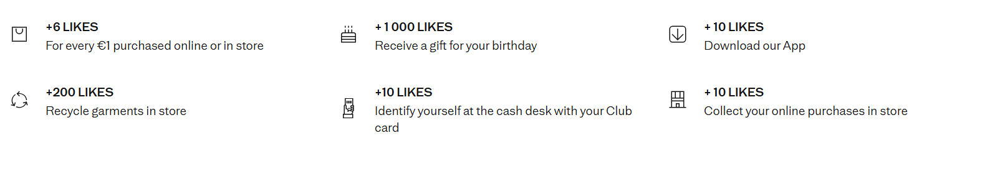 +6 LIKES
For every €1 purchased online or in store
+ 1 000 LIKES
Receive a gift for your birthday
+ 10 LIKES
Download our App
+200 LIKES
Recycle garments in store
+10 LIKES
Identify yourself at the cash desk with your Club
card
+ 10 LIKES
Collect your online purchases in store